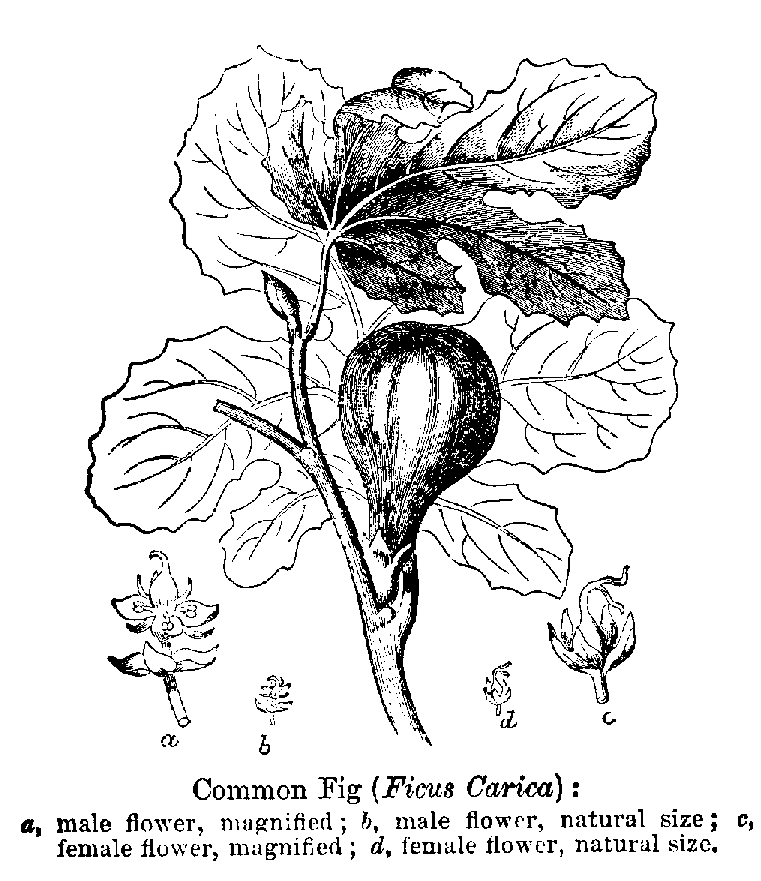 a b d c
Common Fig (Ficus Carica) :
a, male flower, magnified ; b, male flower, natural size ; c,
female flower, magnified ; d, female flower, natural size.